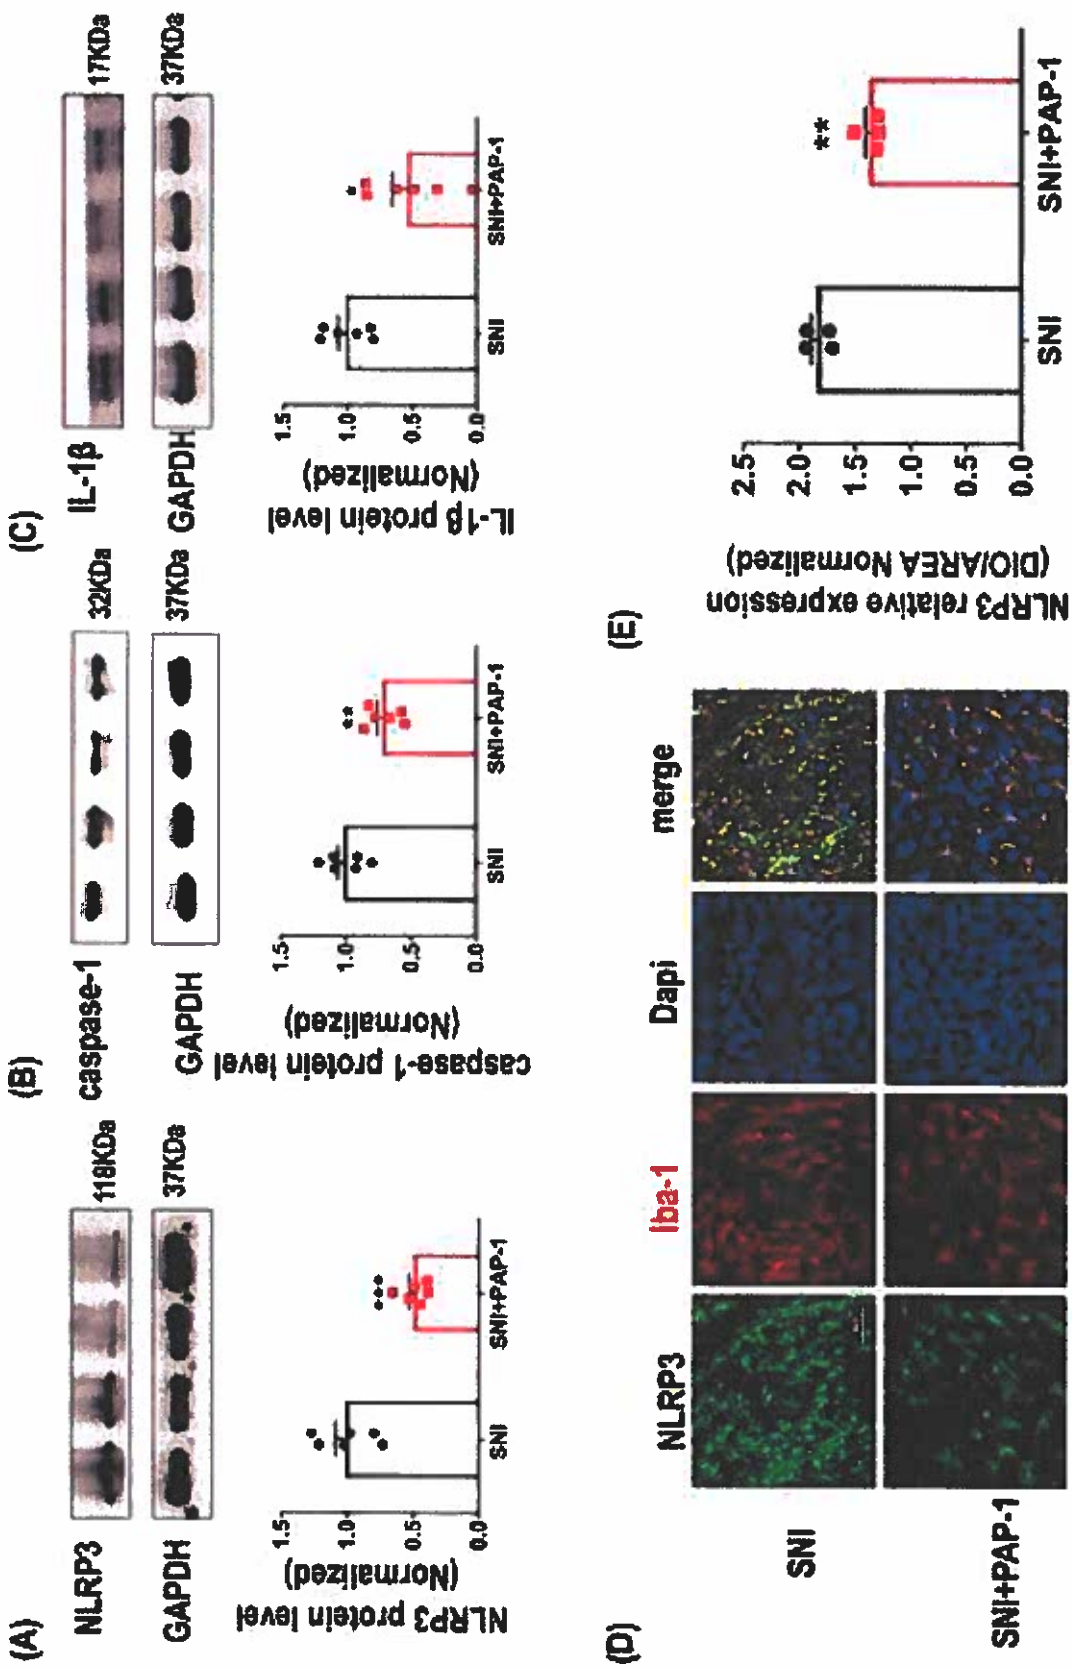 (A)
NLRP3
118KDa
GAPDH
37KDa
NLRP3 protein level
(Normalized)
1.5
1.0
0.5
0.0
***
SNI
SNI+PAP-1
(B)
caspase-1
32KDa
GAPDH
37KDa
caspase-1 protein level
(Normalized)
1.5
1.0
0.5
0.0
**
SNI
SNI+PAP-1
(C)
IL-1β
17KDa
GAPDH
37KDa
IL-1β protein level
(Normalized)
1.5
1.0
0.5
0.0
*
SNI
SNI+PAP-1
(D)
NLRP3
Iba-1
Dapi
merge
SNI
SNI+PAP-1
(E)
NLRP3 relative expression
(DIO/AREA Normalized)
2.5
2.0
1.5
1.0
0.5
0.0
**
SNI
SNI+PAP-1